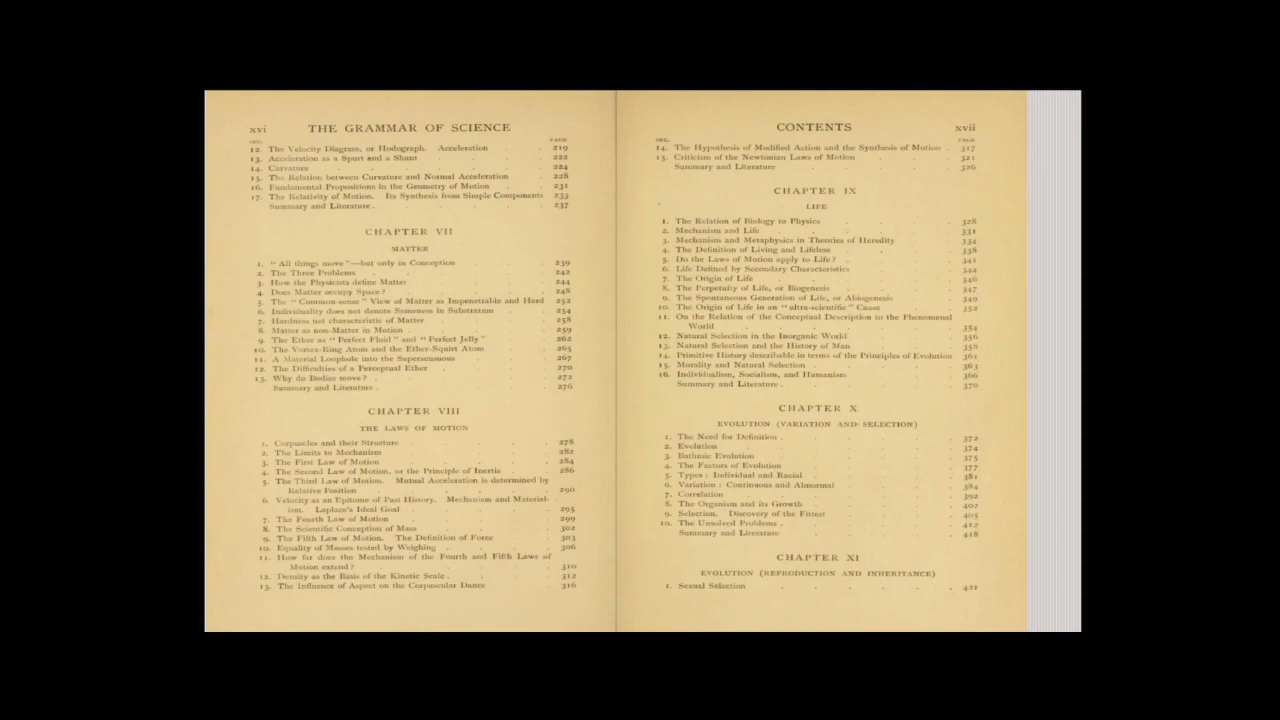 xvi THE GRAMMAR OF SCIENCE
SEC. PAGE
12. The Velocity Diagram, or Hodograph. Acceleration . . 219
13. Acceleration as a Spurt and a Shunt . . . . 222
14. Curvature . . . . . . . 224
15. The Relation between Curvature and Normal Acceleration . . 228
16. Fundamental Propositions in the Geometry of Motion . . 231
17. The Relativity of Motion. Its Synthesis from Simple Components 233
Summary and Literature . . . . . . 237
CHAPTER VII
MATTER
1. “All things move”—but only in Conception . . . 239
2. The Three Problems . . . . . . 242
3. How the Physicists define Matter . . . . 244
4. Does Matter occupy Space? . . . . . 248
5. The “Common-sense” View of Matter as Impenetrable and Hard 252
6. Individuality does not denote Sameness in Substratum . . 254
7. Hardness not characteristic of Matter . . . . 258
8. Matter as non-Matter in Motion . . . . . 259
9. The Ether as “Perfect Fluid” and “Perfect Jelly” . . 262
10. The Vortex-Ring Atom and the Ether-Squirt Atom . . 265
11. A Material Loophole into the Supersensuous . . . 267
12. The Difficulties of a Perceptual Ether . . . . 270
13. Why do Bodies move? . . . . . . 272
Summary and Literature . . . . . . 276
CHAPTER VIII
THE LAWS OF MOTION
1. Corpuscles and their Structure . . . . . 278
2. The Limits to Mechanism . . . . . 282
3. The First Law of Motion . . . . . 284
4. The Second Law of Motion, or the Principle of Inertia . . 286
5. The Third Law of Motion. Mutual Acceleration is determined by
Relative Position . . . . . 290
6. Velocity as an Epitome of Past History. Mechanism and Material-
ism. Laplace's Ideal Goal . . . . 295
7. The Fourth Law of Motion . . . . . 299
8. The Scientific Conception of Mass . . . . 302
9. The Fifth Law of Motion. The Definition of Force . . 303
10. Equality of Masses tested by Weighing . . . . 306
11. How far does the Mechanism of the Fourth and Fifth Laws of
Motion extend? . . . . . . 310
12. Density as the Basis of the Kinetic Scale . . . . 312
13. The Influence of Aspect on the Corpuscular Dance . . 316
CONTENTS xvii
SEC. PAGE
14. The Hypothesis of Modified Action and the Synthesis of Motion . 317
15. Criticism of the Newtonian Laws of Motion . . . 321
Summary and Literature . . . . . 326
CHAPTER IX
LIFE
1. The Relation of Biology to Physics . . . . 328
2. Mechanism and Life . . . . . . 331
3. Mechanism and Metaphysics in Theories of Heredity . . 334
4. The Definition of Living and Lifeless . . . . 338
5. Do the Laws of Motion apply to Life? . . . . 341
6. Life Defined by Secondary Characteristics . . . 344
7. The Origin of Life . . . . . . 346
8. The Perpetuity of Life, or Biogenesis . . . . 347
9. The Spontaneous Generation of Life, or Abiogenesis . . 349
10. The Origin of Life in an “ultra-scientific” Cause . . 352
11. On the Relation of the Conceptual Description to the Phenomenal
World . . . . . . . 354
12. Natural Selection in the Inorganic World . . . 356
13. Natural Selection and the History of Man . . . 358
14. Primitive History describable in terms of the Principles of Evolution 361
15. Morality and Natural Selection . . . . . 363
16. Individualism, Socialism, and Humanism . . . 366
Summary and Literature . . . . . . 370
CHAPTER X
EVOLUTION (VARIATION AND SELECTION)
1. The Need for Definition . . . . . . 372
2. Evolution . . . . . . . 374
3. Bathmic Evolution . . . . . . 375
4. The Factors of Evolution . . . . . 377
5. Types : Individual and Racial . . . . . 381
6. Variation : Continuous and Abnormal . . . . 384
7. Correlation . . . . . . . 392
8. The Organism and its Growth . . . . . 402
9. Selection. Discovery of the Fittest . . . . 405
10. The Unsolved Problems . . . . . . 412
Summary and Literature . . . . . 418
CHAPTER XI
EVOLUTION (REPRODUCTION AND INHERITANCE)
1. Sexual Selection . . . . . . 421